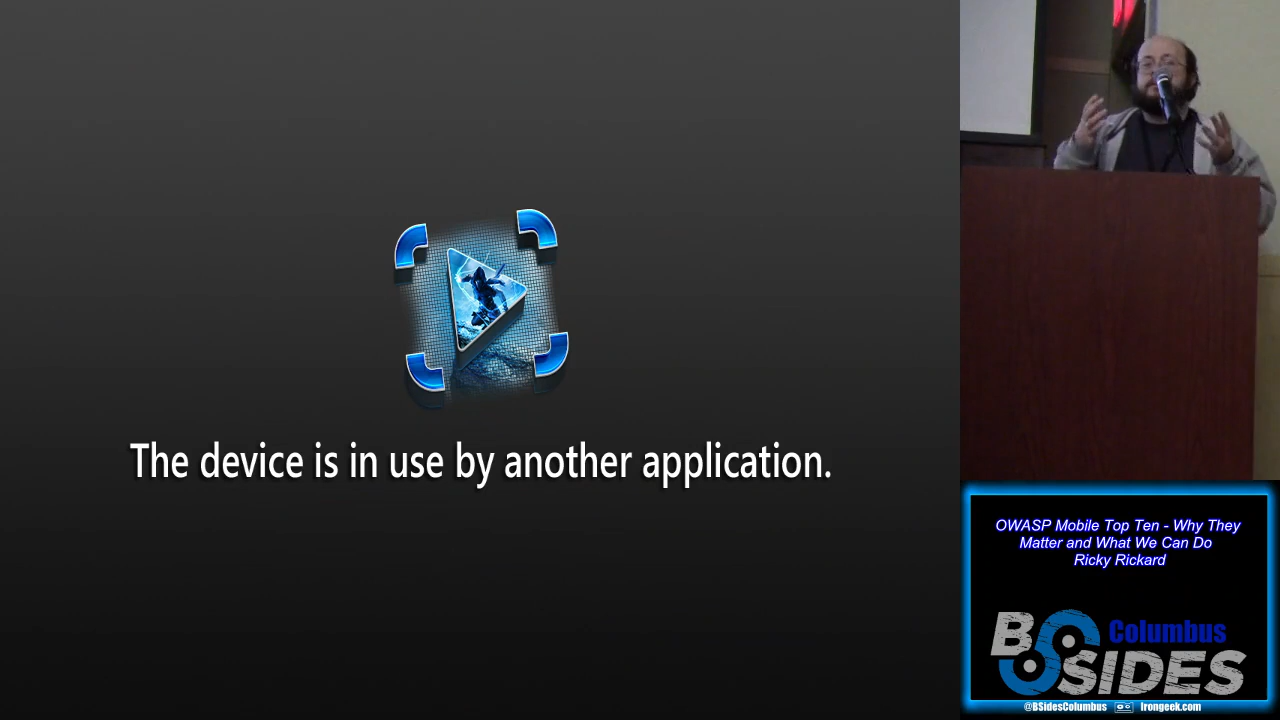 The device is in use by another application.
OWASP Mobile Top Ten - Why They
Matter and What We Can Do
Ricky Rickard
BSIDES
Columbus
@BSidesColumbus
Irongeek.com